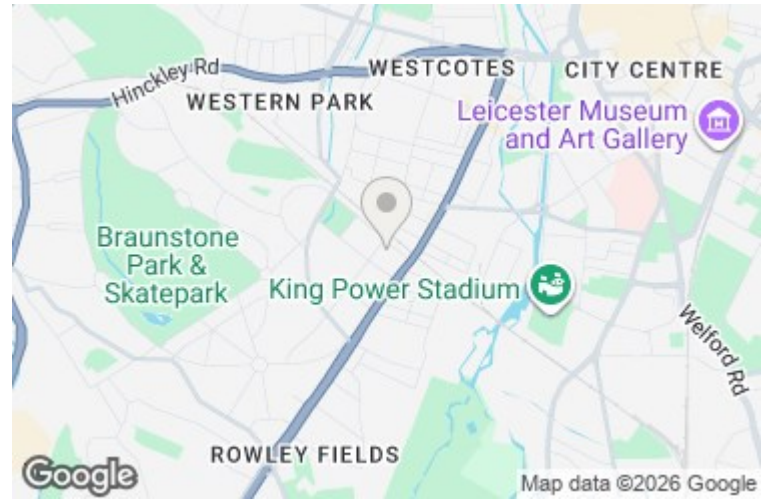 Hinckley Rd
WESTCOTES
CITY CENTRE
WESTERN PARK
Leicester Museum
and Art Gallery
Braunstone
Park &
Skatepark
King Power Stadium
Welford Rd
ROWLEY FIELDS
Google
Map data ©2026 Google